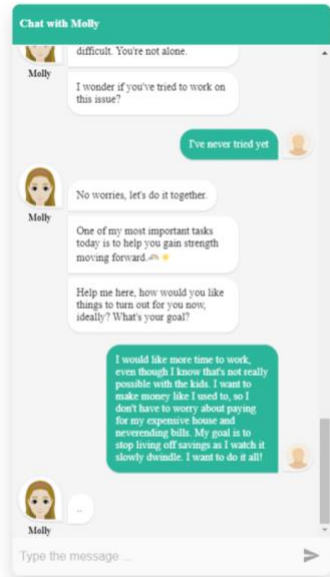 Chat with Molly
difficult. You're not alone.
Molly
I wonder if you've tried to work on
this issue?
I've never tried yet
No worries, let's do it together.
Molly
One of my most important tasks
today is to help you gain strength
moving forward.
Help me here, how would you like
things to turn out for you now,
ideally? What's your goal?
I would like more time to work,
even though I know that's not really
possible with the kids. I want to
make money like I used to, so I
don't have to worry about paying
for my expensive house and
neverending bills. My goal is to
stop living off savings as I watch it
slowly dwindle. I want to do it all!
..
Molly
Type the message ...